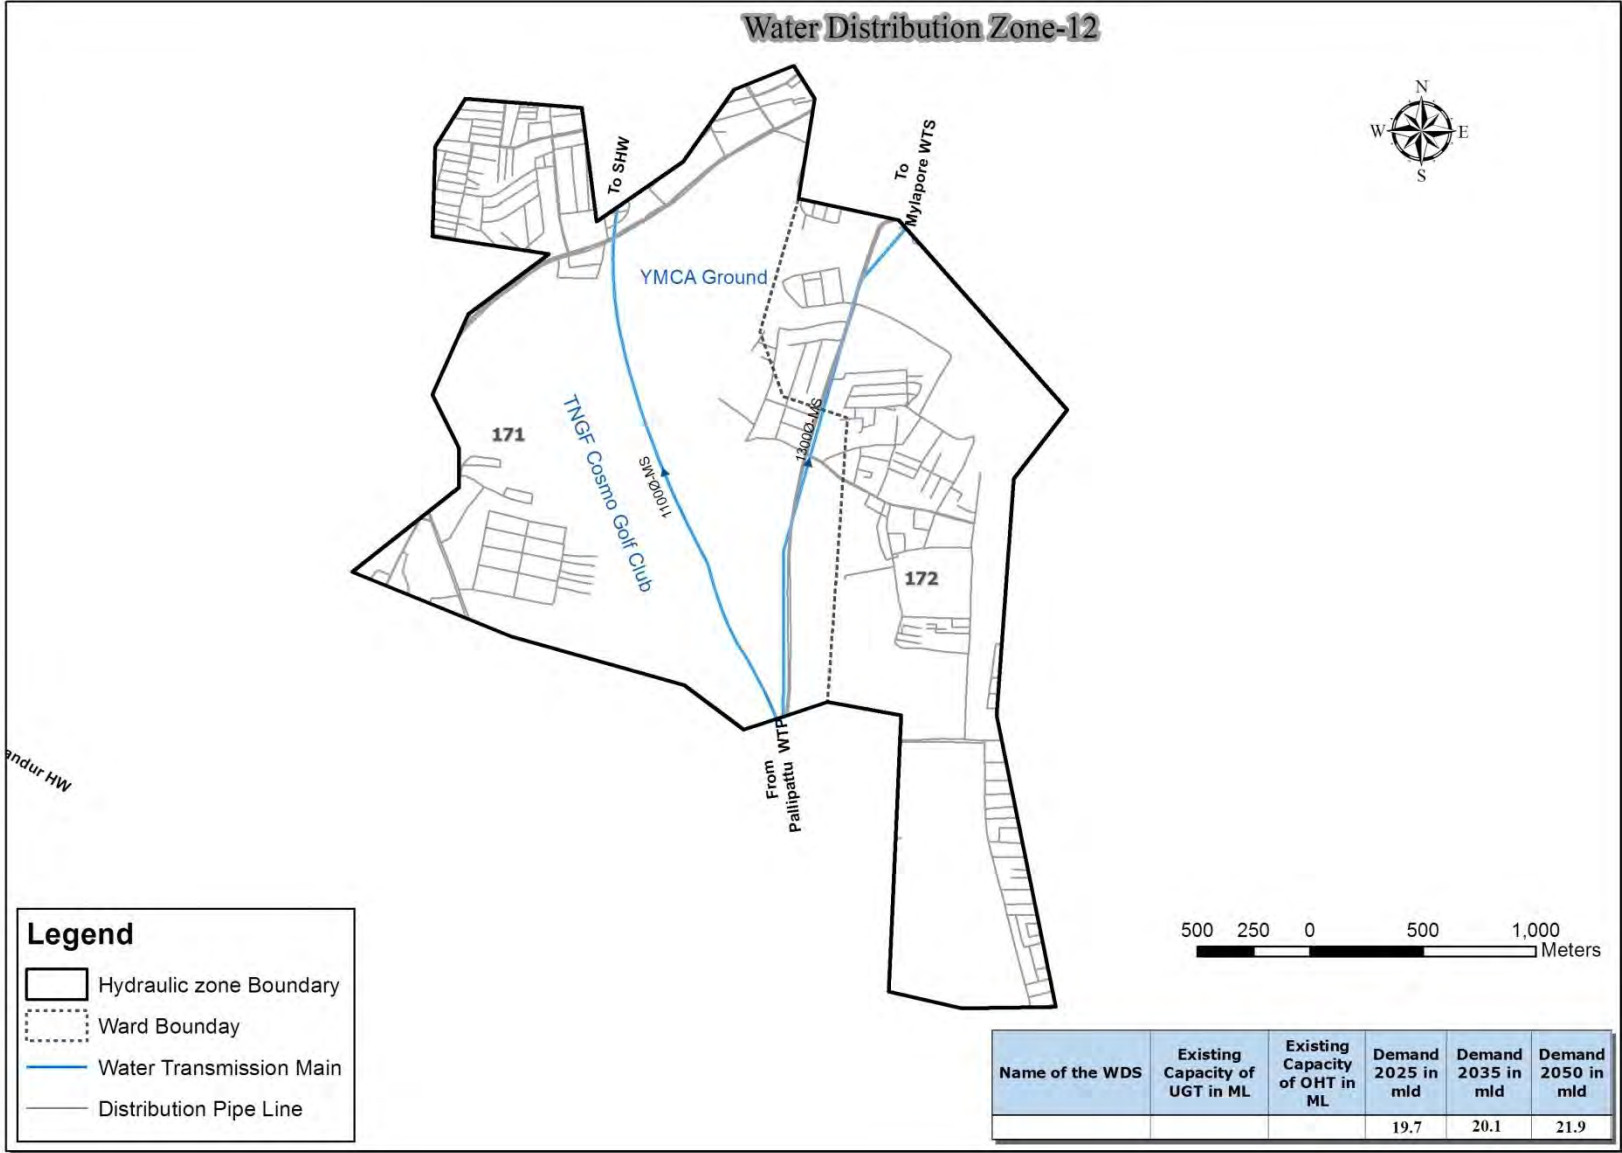 Water Distribution Zone-12
N
W E
S
To SHW
To
Mylapore WTS
YMCA Ground
TNGF Cosmo Golf Club
171
1100Ø-MS
1300Ø-MS
172
From
Pallipattu WTP
andur HW
Legend
Hydraulic zone Boundary
Ward Bounday
Water Transmission Main
Distribution Pipe Line
500 250 0 500 1,000
Meters
Name of the WDS
Existing
Capacity of
UGT in ML
Existing
Capacity
of OHT in
ML
Demand
2025 in
mld
Demand
2035 in
mld
Demand
2050 in
mld
19.7 20.1 21.9